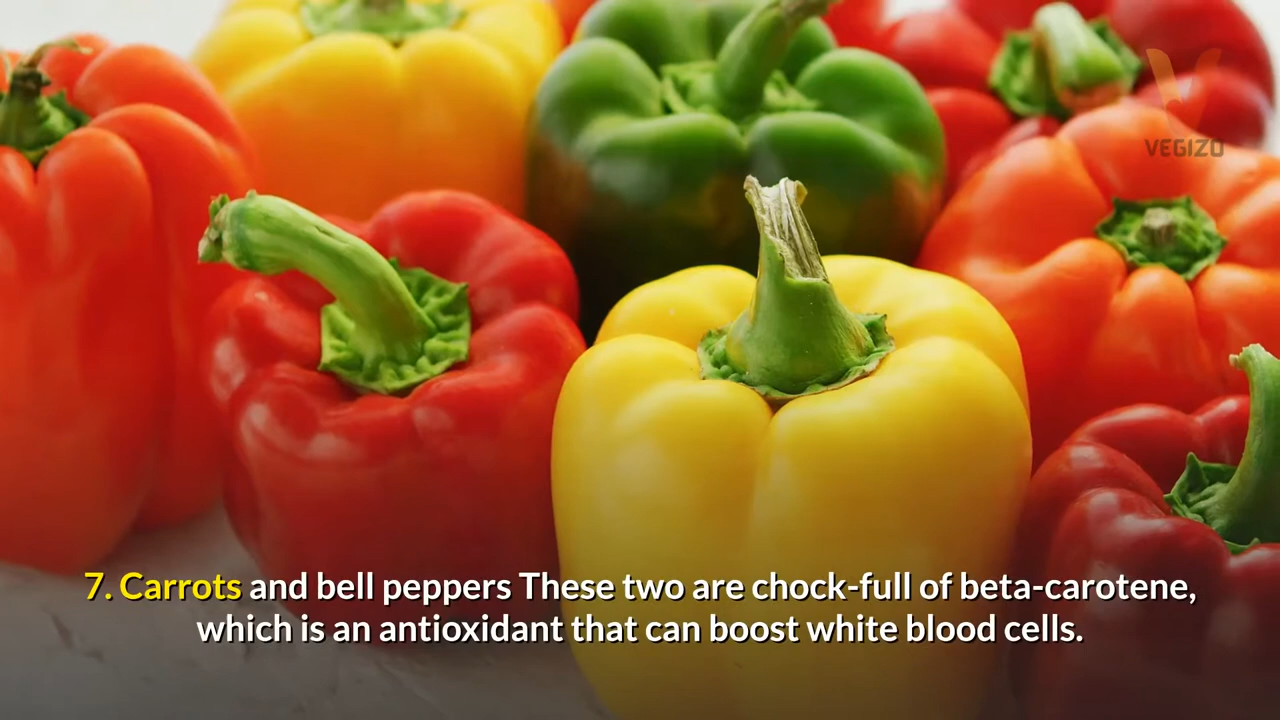 VEGIZO
7. Carrots and bell peppers These two are chock-full of beta-carotene,
which is an antioxidant that can boost white blood cells.